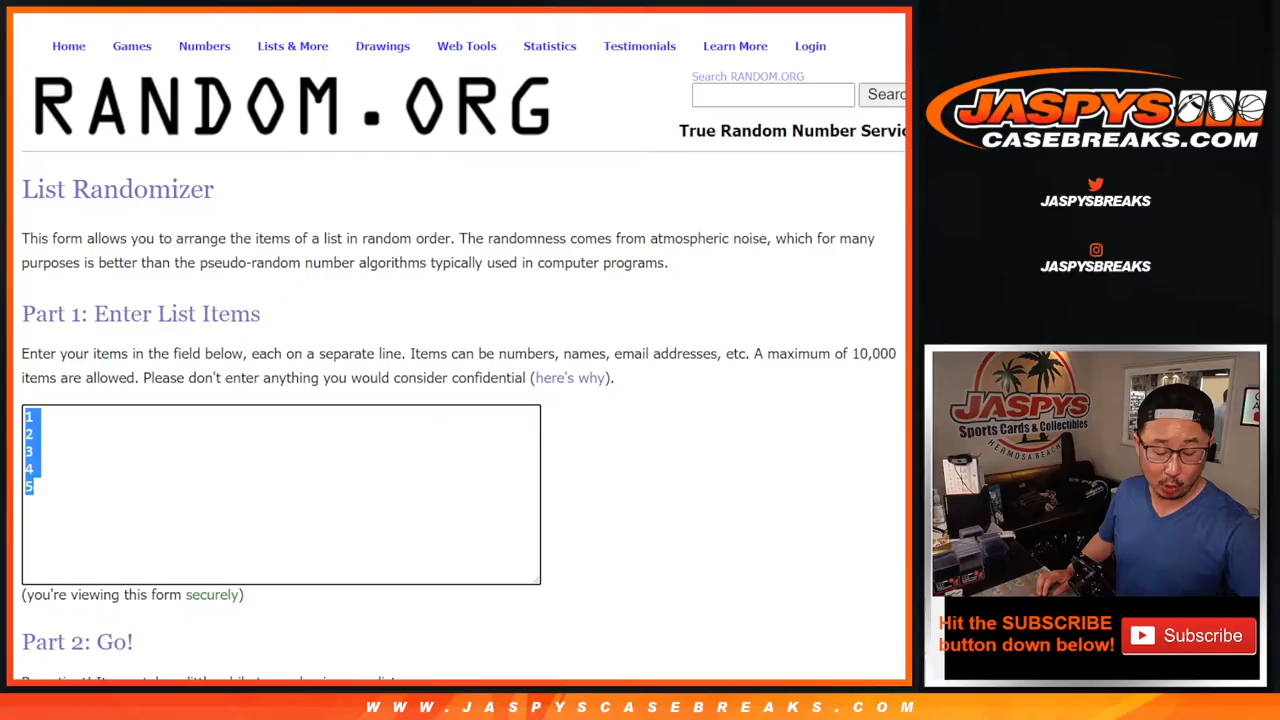 Home Games Numbers Lists & More Drawings Web Tools Statistics Testimonials Learn More Login
RANDOM.ORG
Search RANDOM.ORG
True Random Number
List Randomizer
This form allows you to arrange the items of a list in random order. The randomness comes from atmospheric noise, which for many
purposes is better than the pseudo-random number algorithms typically used in computer programs.
Part 1: Enter List Items
Enter your items in the field below, each on a separate line. Items can be numbers, names, email addresses, etc. A maximum of 10,000
items are allowed. Please don't enter anything you would consider confidential (here's why).
1
2
3
4
5
(you're viewing this form securely)
Part 2: Go!
JASPYS
CASEBREAKS.COM
JASPYSBREAKS
JASPYSBREAKS
JASPYS
Sports Cards & Collectibles
HERMOSA BEACH
Hit the SUBSCRIBE
button down below!
Subscribe
WWW.JASPYSCASEBREAKS.COM